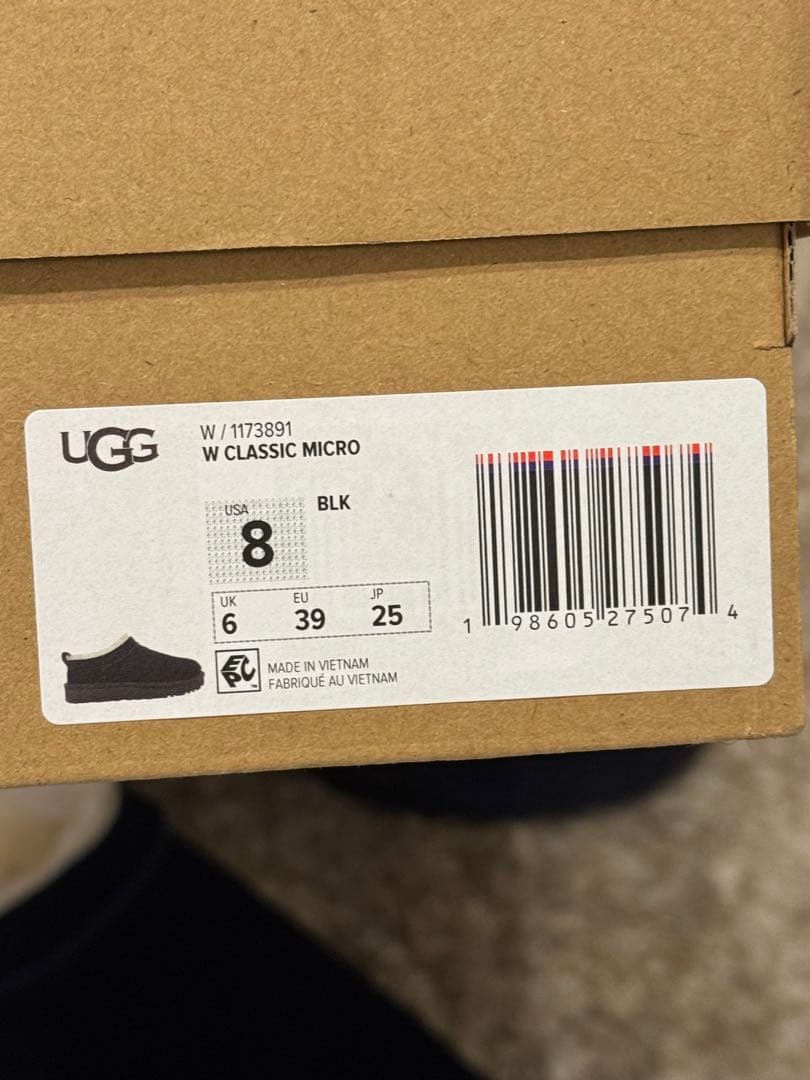 UGG
W / 1173891
W CLASSIC MICRO
USA
8
BLK
UK EU JP
6 39 25
EPC™
MADE IN VIETNAM
FABRIQUÉ AU VIETNAM
1 98605 27507 4